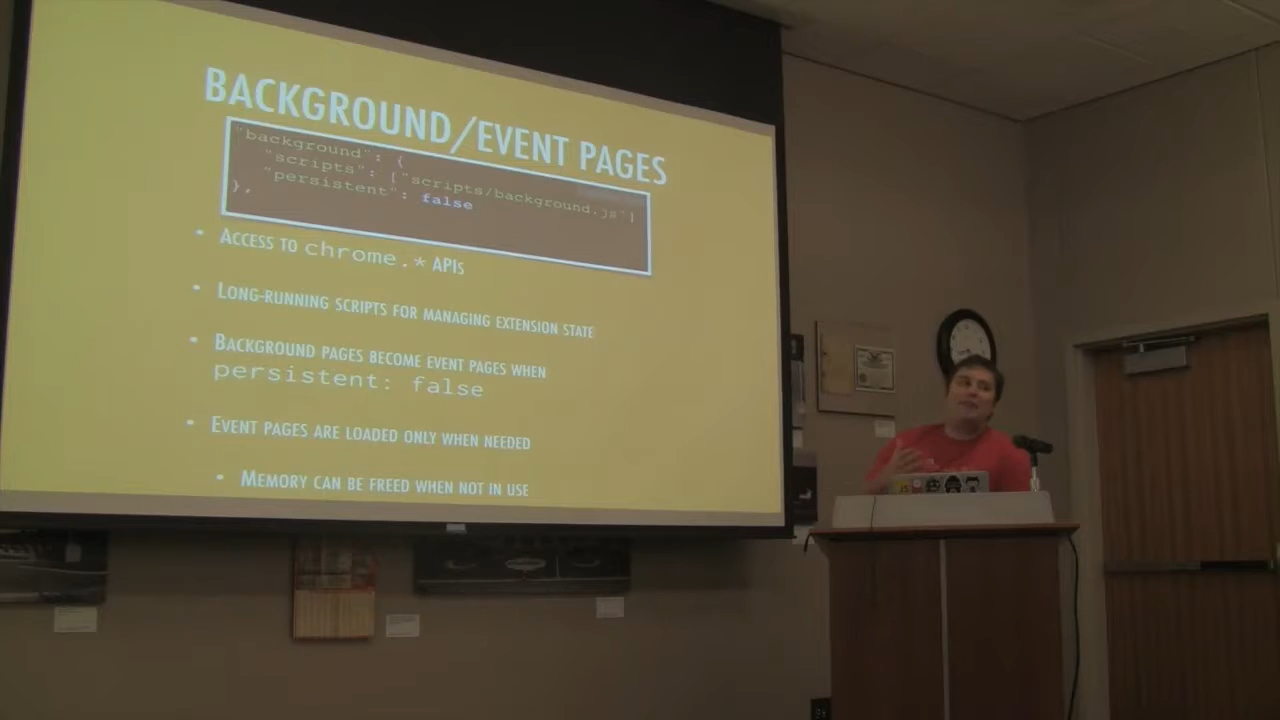 BACKGROUND/EVENT PAGES
"background": {
"scripts": ["scripts/background.js"]
"persistent": false
},
• ACCESS TO chrome.* APIS
• LONG-RUNNING SCRIPTS FOR MANAGING EXTENSION STATE
• BACKGROUND PAGES BECOME EVENT PAGES WHEN
persistent: false
• EVENT PAGES ARE LOADED ONLY WHEN NEEDED
• MEMORY CAN BE FREED WHEN NOT IN USE
JS